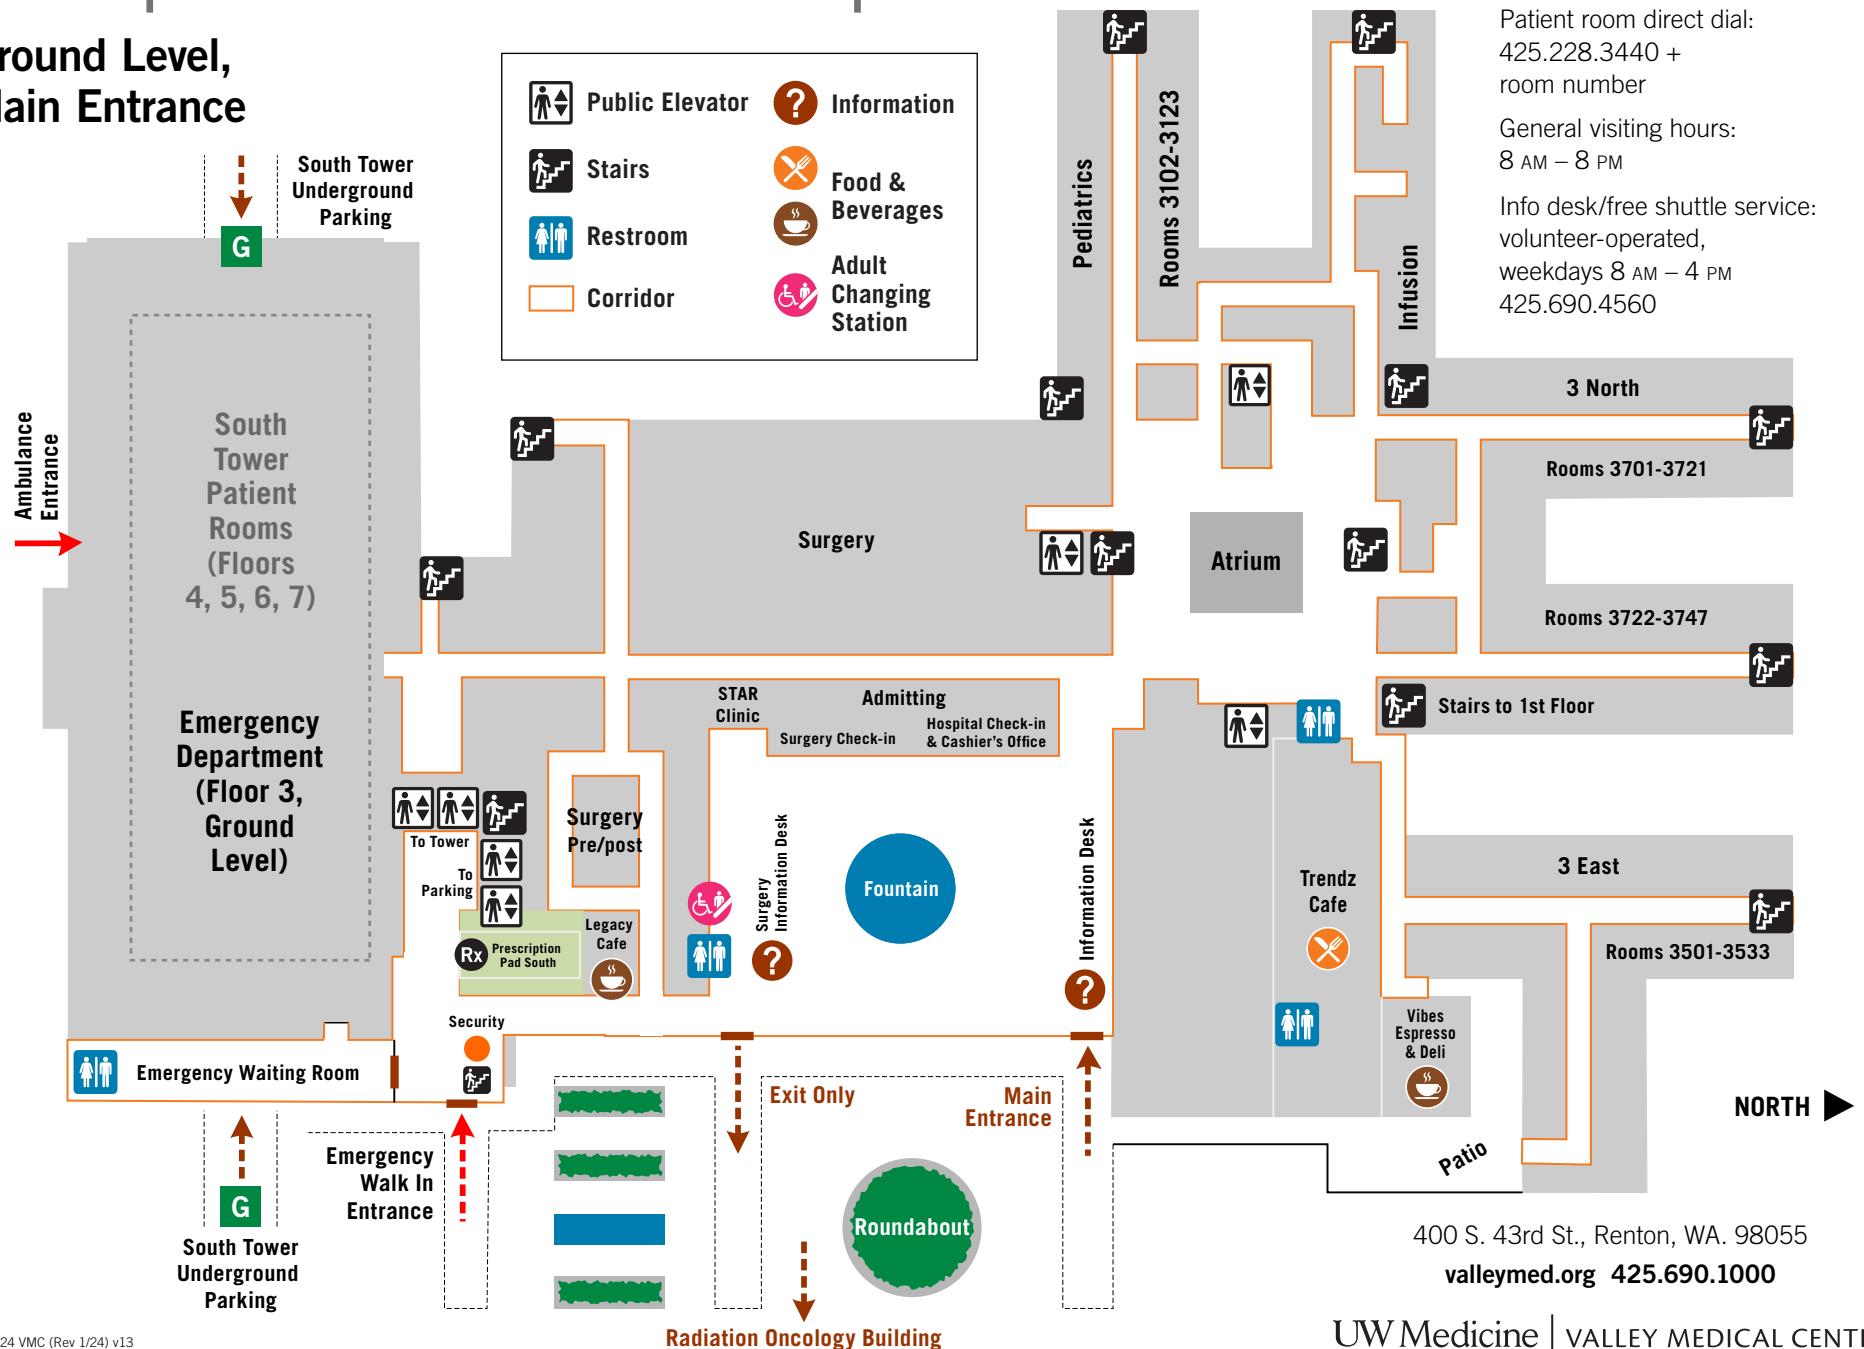 round Level,
ain Entrance
South Tower
Underground
Parking
G
Public Elevator
Stairs
Restroom
Corridor
?
Information
Food &
Beverages
Adult
Changing
Station
Patient room direct dial:
425.228.3440 +
room number
General visiting hours:
8 AM – 8 PM
Info desk/free shuttle service:
volunteer-operated,
weekdays 8 AM – 4 PM
425.690.4560
Pediatrics
Rooms 3102-3123
Infusion
3 North
Rooms 3701-3721
Rooms 3722-3747
Stairs to 1st Floor
Ambulance
Entrance
South
Tower
Patient
Rooms
(Floors
4, 5, 6, 7)
Surgery
Atrium
Emergency
Department
(Floor 3,
Ground
Level)
STAR
Clinic
Admitting
Surgery Check-in
Hospital Check-in
& Cashier's Office
To Tower
To
Parking
Surgery
Pre/post
Surgery
Information Desk
?
Fountain
Information Desk
?
Trendz
Cafe
3 East
Rooms 3501-3533
Rx
Prescription
Pad South
Legacy
Cafe
Security
Vibes
Espresso
& Deli
Emergency Waiting Room
Exit Only
Main
Entrance
NORTH
Patio
Emergency
Walk In
Entrance
G
South Tower
Underground
Parking
Roundabout
Radiation Oncology Building
400 S. 43rd St., Renton, WA. 98055
valleymed.org 425.690.1000
UW Medicine | VALLEY MEDICAL CENT
24 VMC (Rev 1/24) v13